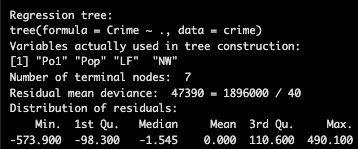 Regression tree:
tree(formula = Crime ~ ., data = crime)
Variables actually used in tree construction:
[1] "Po1" "Pop" "LF"  "NW"
Number of terminal nodes:  7
Residual mean deviance:  47390 = 1896000 / 40
Distribution of residuals:
    Min.  1st Qu.   Median     Mean  3rd Qu.     Max.
-573.900  -98.300   -1.545    0.000  110.600  490.100